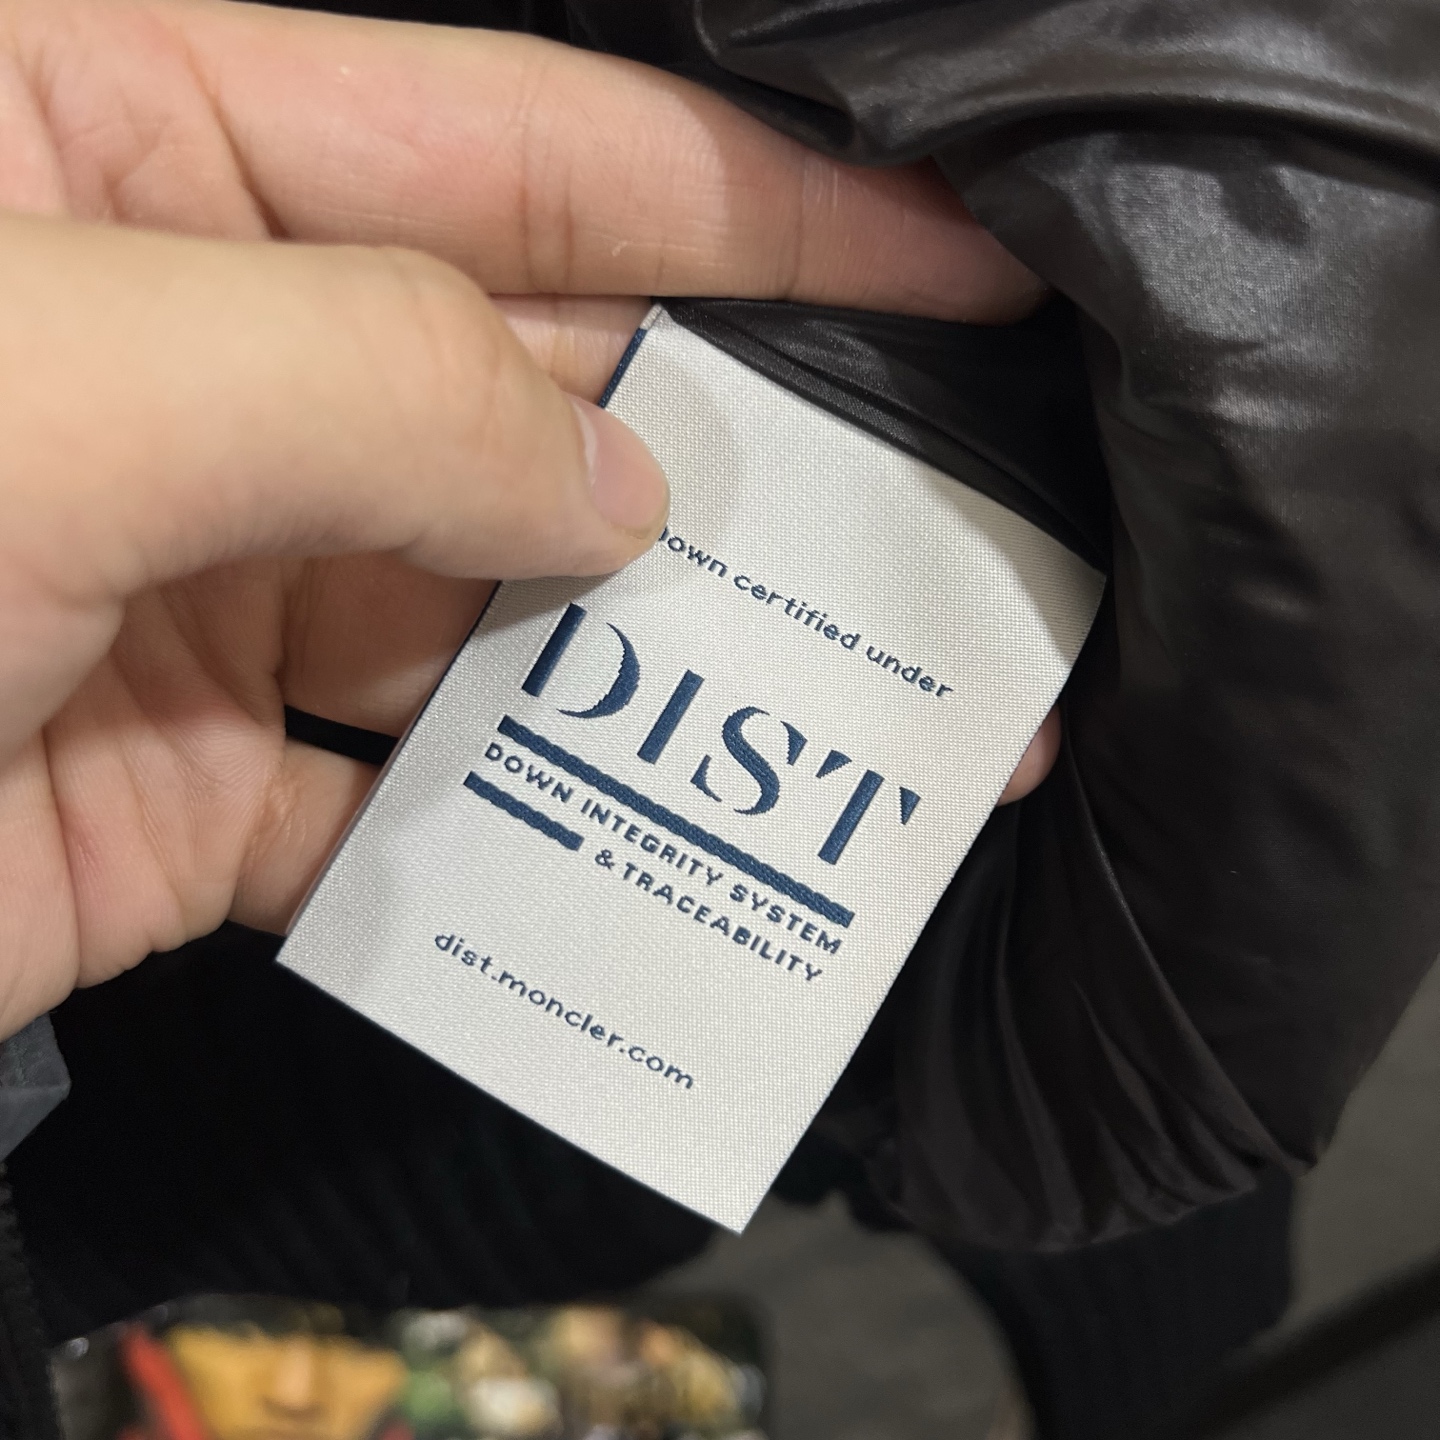 Down certified under
DIST
DOWN INTEGRITY SYSTEM
& TRACEABILITY
dist.moncler.com